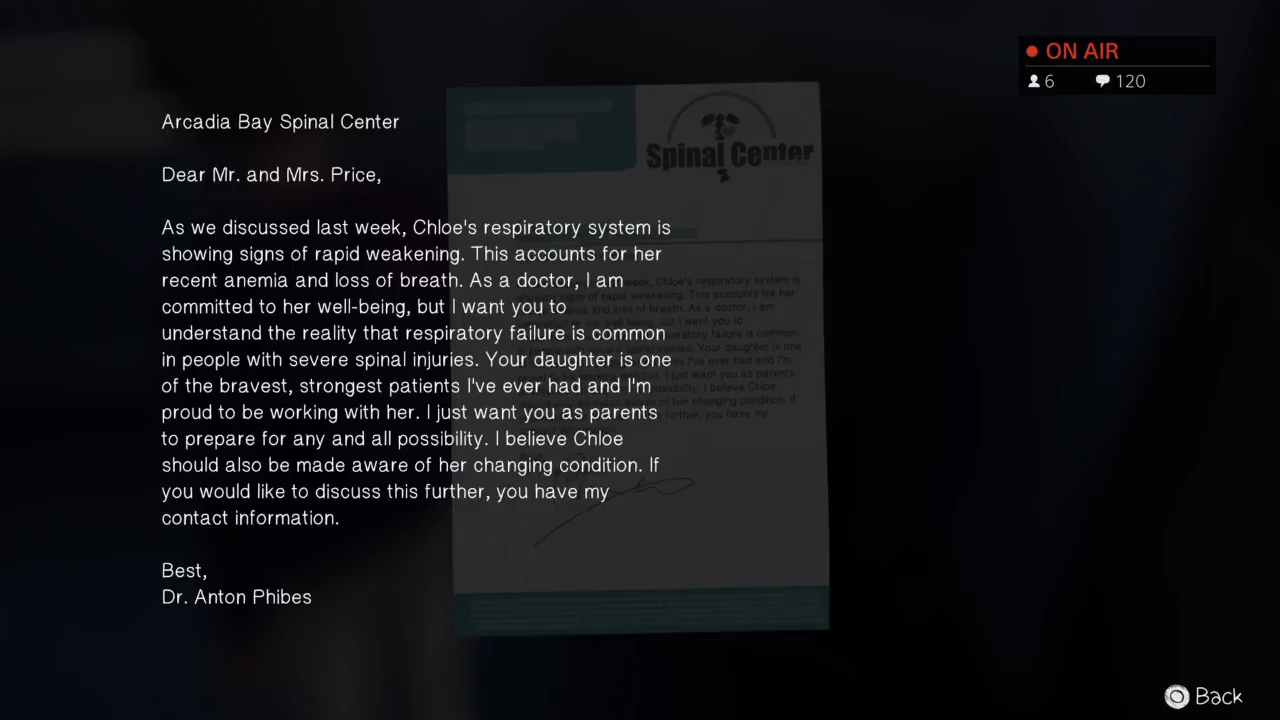 ON AIR
6 120
Arcadia Bay Spinal Center
Spinal Center
Dear Mr. and Mrs. Price,
As we discussed last week, Chloe's respiratory system is
showing signs of rapid weakening. This accounts for her
recent anemia and loss of breath. As a doctor, I am
committed to her well-being, but I want you to
understand the reality that respiratory failure is common
in people with severe spinal injuries. Your daughter is one
of the bravest, strongest patients I've ever had and I'm
proud to be working with her. I just want you as parents
to prepare for any and all possibility. I believe Chloe
should also be made aware of her changing condition. If
you would like to discuss this further, you have my
contact information.
Best,
Dr. Anton Phibes
Back